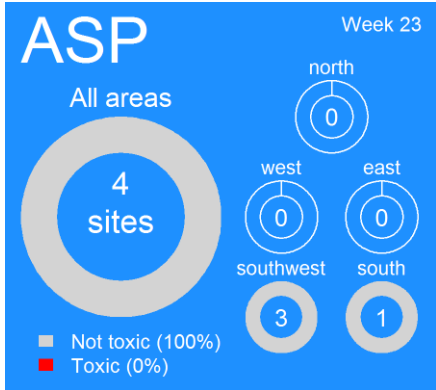 ASP
Week 23
All areas
4
sites
north
0
west
0
east
0
southwest
3
south
1
Not toxic (100%)
Toxic (0%)